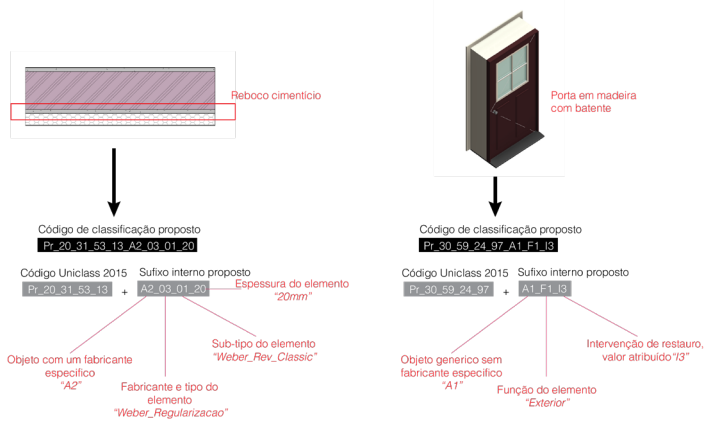 Reboco cimentício
Código de classificação proposto
Pr_20_31_53_13_A2_03_01_20
Código Uniclass 2015
Sufixo interno proposto
Pr_20_31_53_13
+
A2_03_01_20
Espessura do elemento
“20mm”
Sub-tipo do elemento
“Weber_Rev_Classic”
Objeto com um fabricante
especifico
“A2”
Fabricante e tipo do
elemento
“Weber_Regularizacao”
Porta em madeira
com batente
Código de classificação proposto
Pr_30_59_24_97_A1_F1_I3
Código Uniclass 2015
Sufixo interno proposto
Pr_30_59_24_97
+
A1_F1_I3
Intervenção de restauro,
valor atribuído“I3”
Objeto generico sem
fabricante especifico
“A1”
Função do elemento
“Exterior”